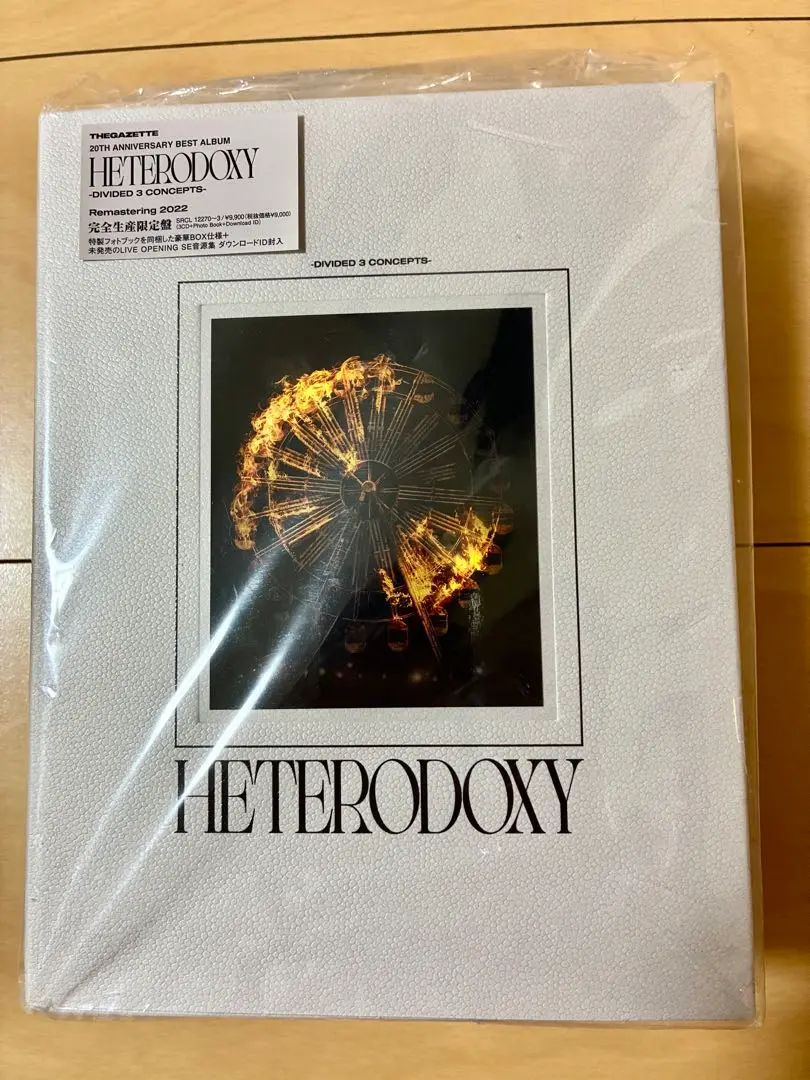 THEGAZETTE
20TH ANNIVERSARY BEST ALBUM
HETERODOXY
-DIVIDED 3 CONCEPTS-
Remastering 2022
完全生産限定盤 SRCL 12270〜3/¥9,900(税抜価格¥9,000)
(3CD+Photo Book+Download ID)
特製フォトブックを同梱した豪華BOX仕様+
未発売のLIVE OPENING SE音源集 ダウンロードID封入
-DIVIDED 3 CONCEPTS-
HETERODOXY